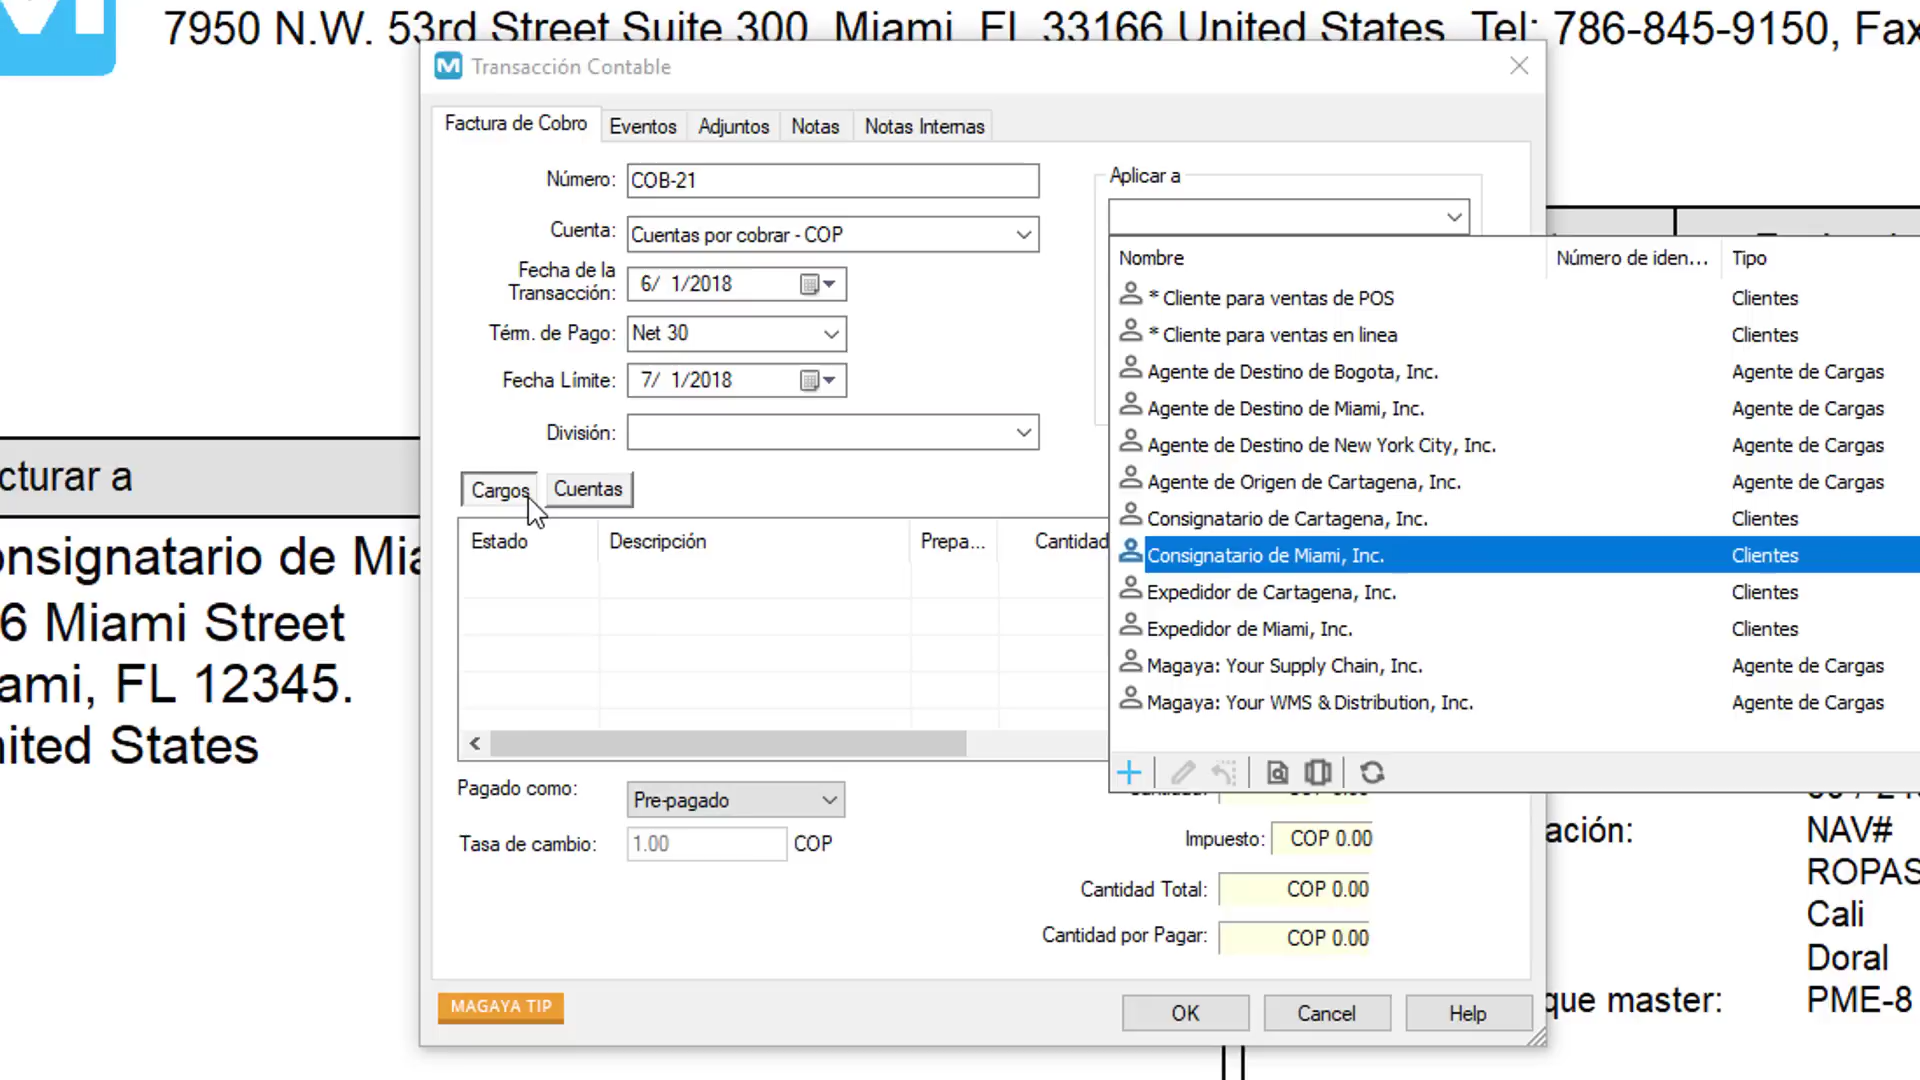 7950 N.W. 53rd Street Suite 300, Miami, FL 33166 United States, Tel: 786-845-9150, Fax
Transacción Contable
Factura de Cobro
Eventos
Adjuntos
Notas
Notas Internas
Número: COB-21
Cuenta: Cuentas por cobrar - COP
Fecha de la Transacción: 6/ 1/2018
Térm. de Pago: Net 30
Fecha Límite: 7/ 1/2018
División:
Aplicar a
Nombre Número de iden... Tipo
* Cliente para ventas de POS Clientes
* Cliente para ventas en linea Clientes
Agente de Destino de Bogota, Inc. Agente de Cargas
Agente de Destino de Miami, Inc. Agente de Cargas
Agente de Destino de New York City, Inc. Agente de Cargas
Agente de Origen de Cartagena, Inc. Agente de Cargas
Consignatario de Cartagena, Inc. Clientes
Consignatario de Miami, Inc. Clientes
Expedidor de Cartagena, Inc. Clientes
Expedidor de Miami, Inc. Clientes
Magaya: Your Supply Chain, Inc. Agente de Cargas
Magaya: Your WMS & Distribution, Inc. Agente de Cargas
Cargos
Cuentas
Estado Descripción Prepa... Cantidad
Pagado como: Pre-pagado
Tasa de cambio: 1.00 COP
Impuesto: COP 0.00
Cantidad Total: COP 0.00
Cantidad por Pagar: COP 0.00
MAGAYA TIP
OK
Cancel
Help
cturar a
onsignatario de Mia
6 Miami Street
ami, FL 12345.
nited States
ación: NAV#
ROPAS
Cali
Doral
que master: PME-8